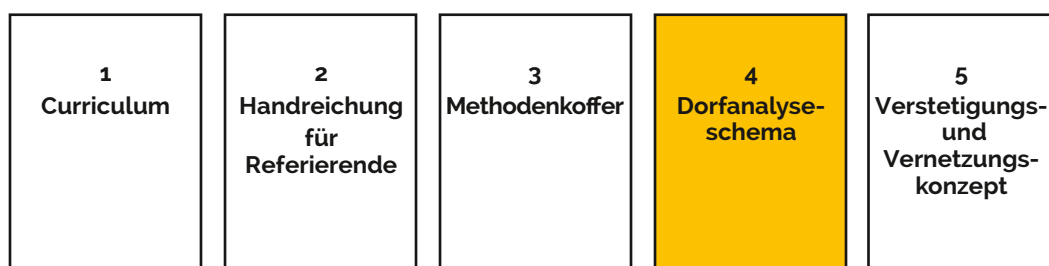 1
Curriculum
2
Handreichung
für
Referierende
3
Methodenkoffer
4
Dorfanalyse-
schema
5
Verstetigungs-
und
Vernetzungs-
konzept